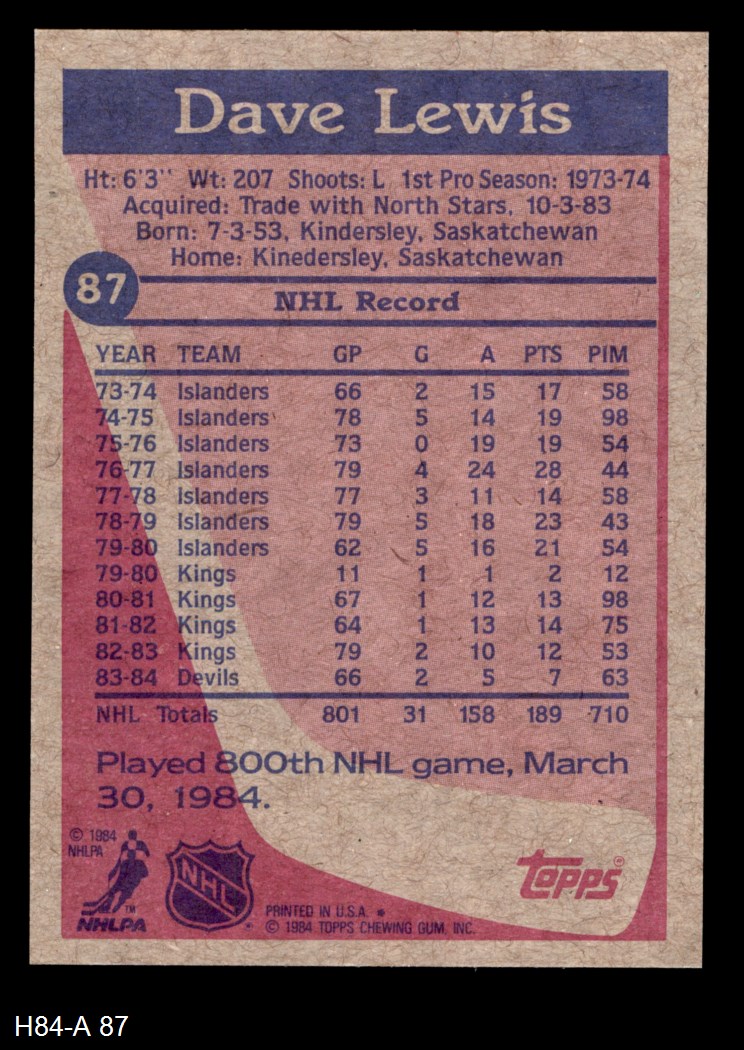 Dave Lewis
Ht: 6'3" Wt: 207 Shoots: L 1st Pro Season: 1973-74
Acquired: Trade with North Stars, 10-3-83
Born: 7-3-53, Kindersley, Saskatchewan
Home: Kinedersley, Saskatchewan
87
NHL Record
YEAR TEAM GP G A PTS PIM
73-74 Islanders 66 2 15 17 58
74-75 Islanders 78 5 14 19 98
75-76 Islanders 73 0 19 19 54
76-77 Islanders 79 4 24 28 44
77-78 Islanders 77 3 11 14 58
78-79 Islanders 79 5 18 23 43
79-80 Islanders 62 5 16 21 54
79-80 Kings 11 1 1 2 12
80-81 Kings 67 1 12 13 98
81-82 Kings 64 1 13 14 75
82-83 Kings 79 2 10 12 53
83-84 Devils 66 2 5 7 63
NHL Totals 801 31 158 189 710
Played 800th NHL game, March
30, 1984.
© 1984
NHLPA
TM
NHLPA
NHL
Topps®
PRINTED IN U.S.A. *
© 1984 TOPPS CHEWING GUM, INC.
H84-A 87